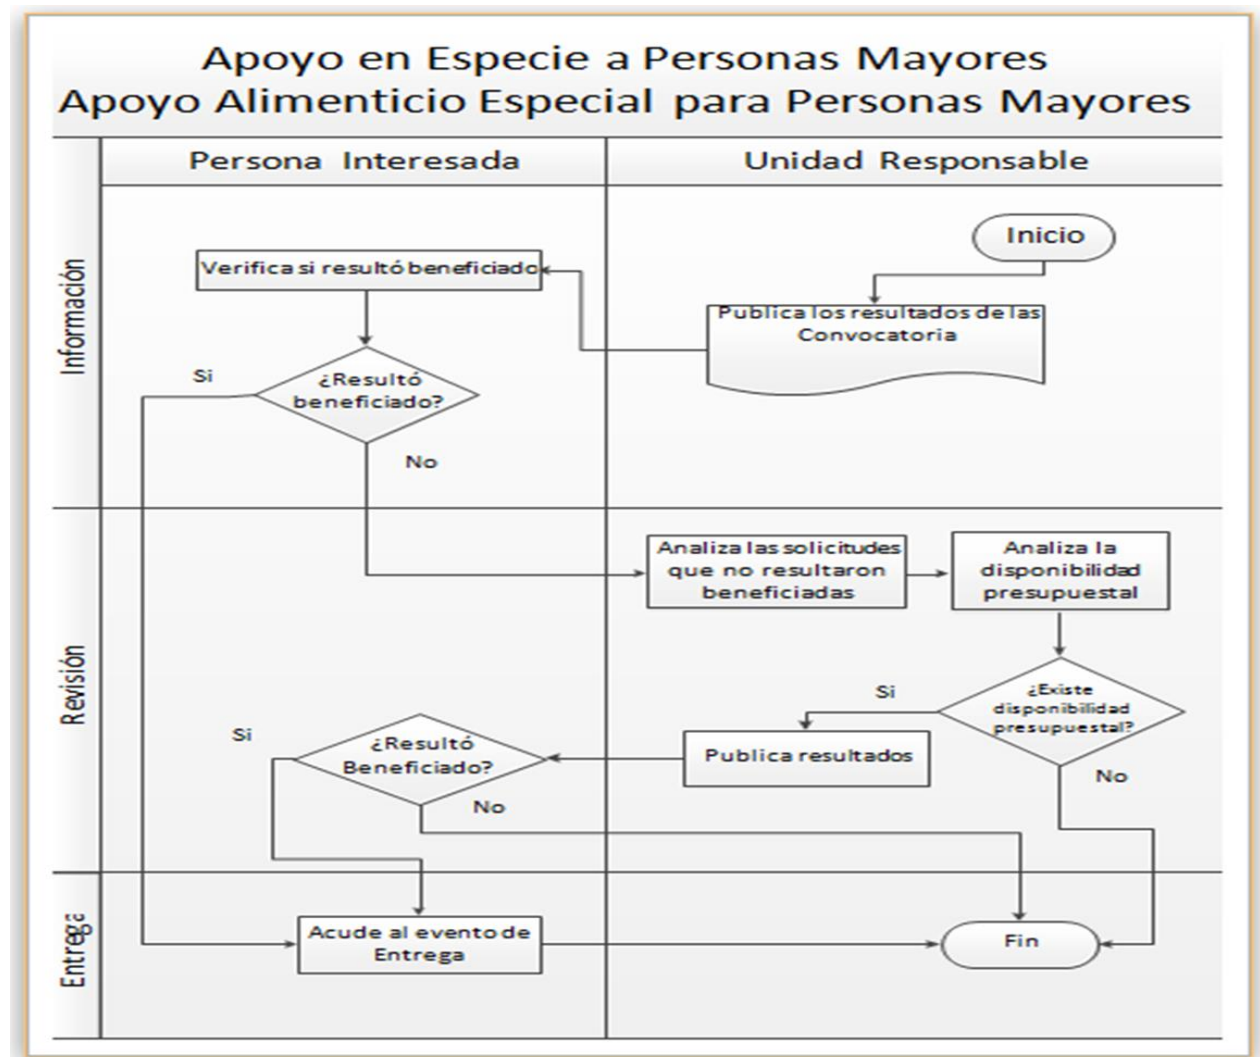 Apoyo en Especie a Personas Mayores
Apoyo Alimenticio Especial para Personas Mayores
Persona Interesada
Unidad Responsable
Información
Inicio
Publica los resultados de las
Convocatoria
Verifica si resultó beneficiado
¿Resultó
beneficiado?
Si
No
Revisión
Analiza las solicitudes
que no resultaron
beneficiadas
Analiza la
disponibilidad
presupuestal
¿Existe
disponibilidad
presupuestal?
Si
No
Publica resultados
¿Resultó
Beneficiado?
Si
No
Entrega
Acude al evento de
Entrega
Fin